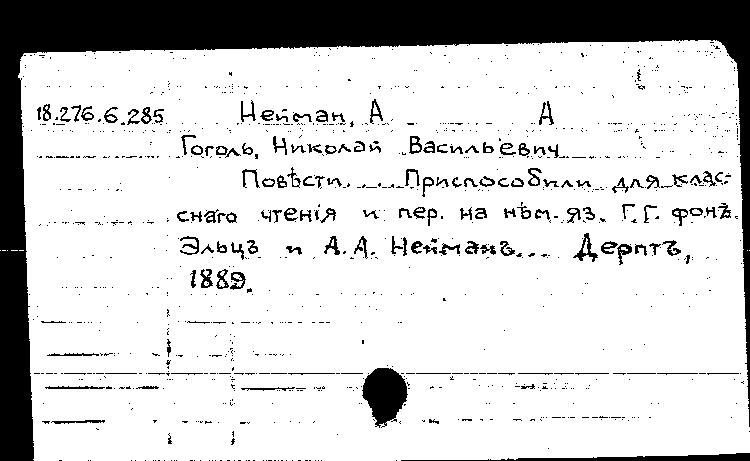 18.276.6.285 Нейман, А А
Гоголь, Николай Васильевич
Повѣсти.... Приспособили для клас-
снаго чтенія и пер. на нѣм. яз. Г.Г. фонъ
Эльцъ и А.А. Нейманъ... Дерптъ,
1889.